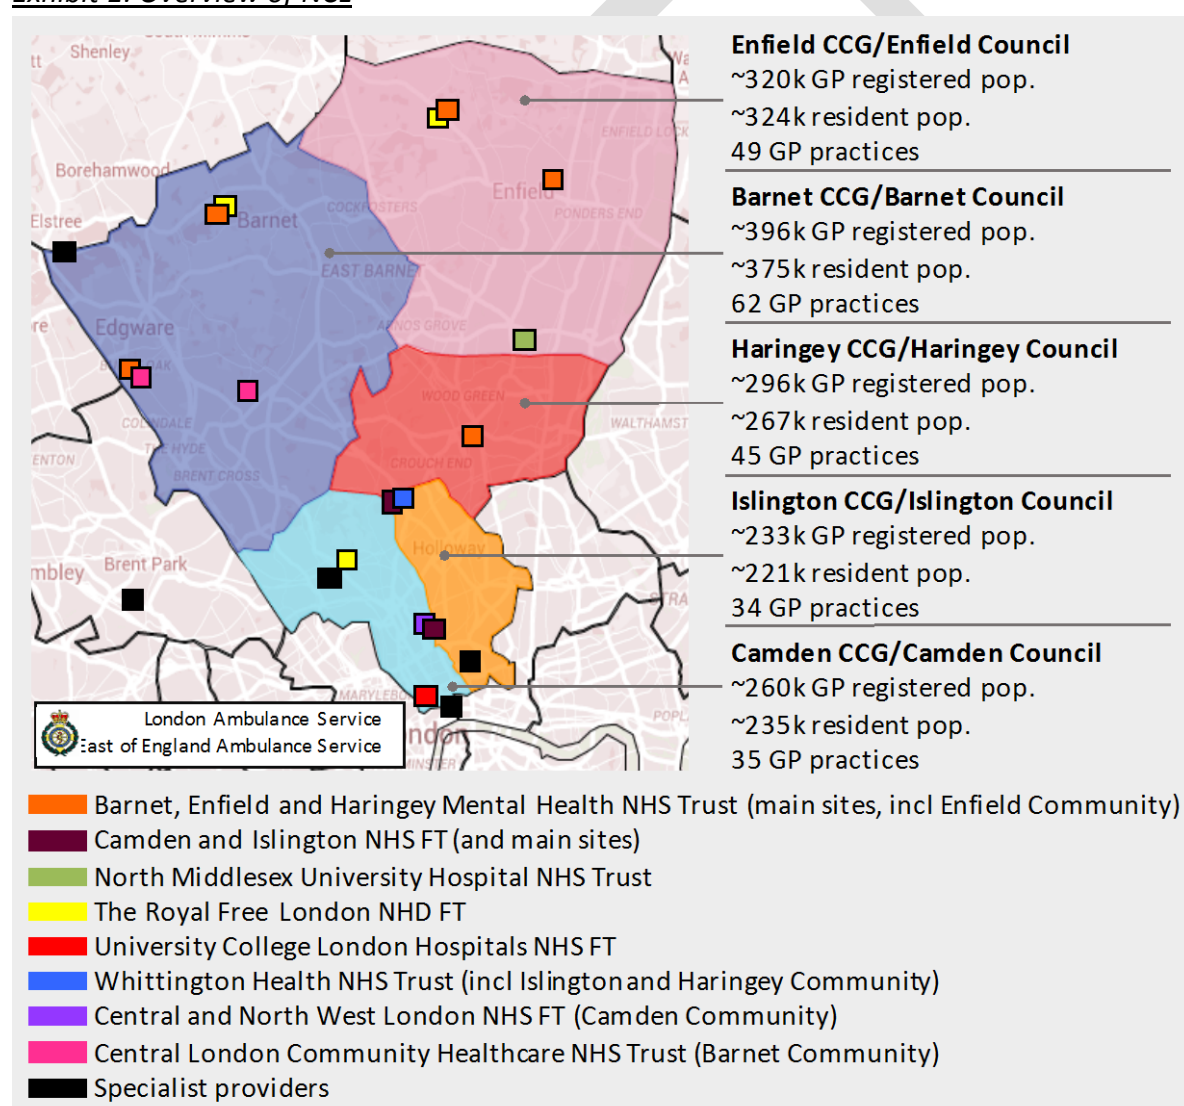 Shenley
Borehamwood
Elstree
Barnet
COCKFOSTERS
Enfield
ENFIELD LOCK
PONDERS END
EAST BARNET
Edgware
ARNOS GROVE
WOOD GREEN
WALTHAMST
COLINDALE
THE HYDE
BRENT CROSS
CROUCH END
ENTON
Holloway
Brent Park
mbley
STRA
MARYLEBO
POPL
ndon
MINSTER
London Ambulance Service
East of England Ambulance Service
Enfield CCG/Enfield Council
~320k GP registered pop.
~324k resident pop.
49 GP practices
Barnet CCG/Barnet Council
~396k GP registered pop.
~375k resident pop.
62 GP practices
Haringey CCG/Haringey Council
~296k GP registered pop.
~267k resident pop.
45 GP practices
Islington CCG/Islington Council
~233k GP registered pop.
~221k resident pop.
34 GP practices
Camden CCG/Camden Council
~260k GP registered pop.
~235k resident pop.
35 GP practices
Barnet, Enfield and Haringey Mental Health NHS Trust (main sites, incl Enfield Community)
Camden and Islington NHS FT (and main sites)
North Middlesex University Hospital NHS Trust
The Royal Free London NHD FT
University College London Hospitals NHS FT
Whittington Health NHS Trust (incl Islington and Haringey Community)
Central and North West London NHS FT (Camden Community)
Central London Community Healthcare NHS Trust (Barnet Community)
Specialist providers